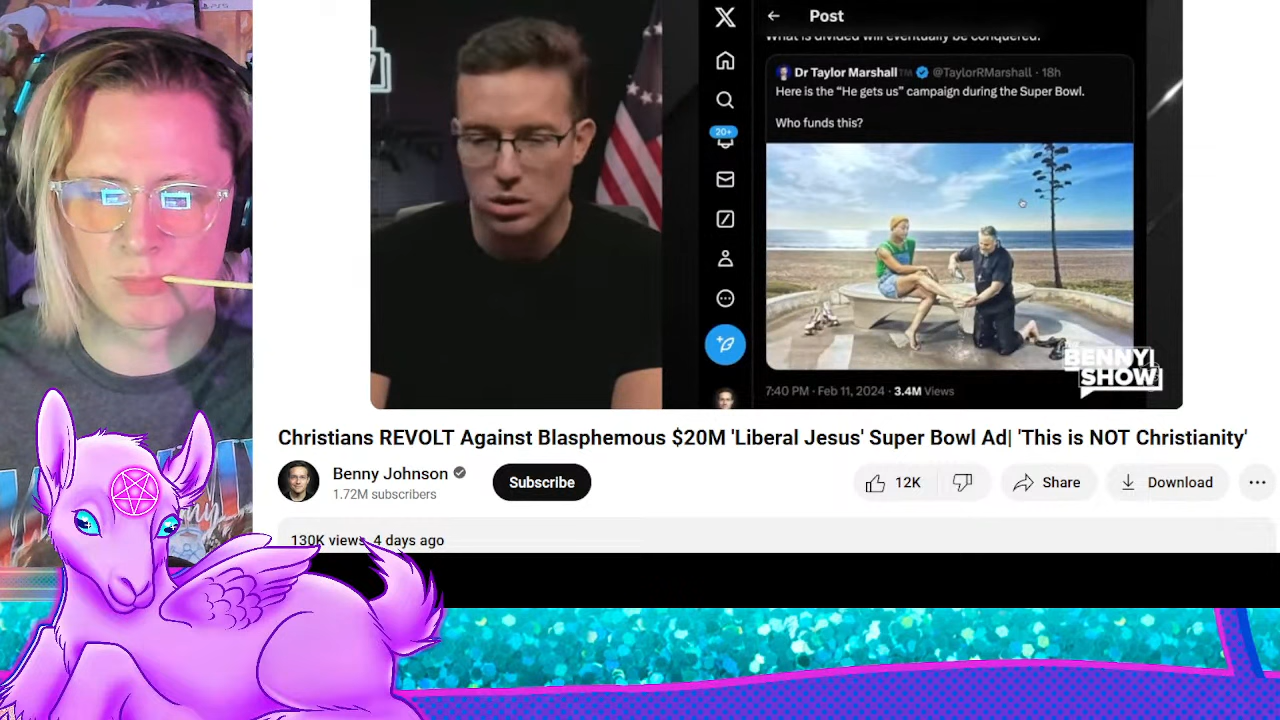 Post
What is divided will eventually be conquered.
Dr Taylor Marshall™ @TaylorRMarshall · 18h
Here is the “He gets us” campaign during the Super Bowl.
Who funds this?
20+
BENNY
SHOW
7:40 PM · Feb 11, 2024 · 3.4M Views
Christians REVOLT Against Blasphemous $20M 'Liberal Jesus' Super Bowl Ad| 'This is NOT Christianity'
Benny Johnson
1.72M subscribers
Subscribe
12K
Share
Download
130K views 4 days ago